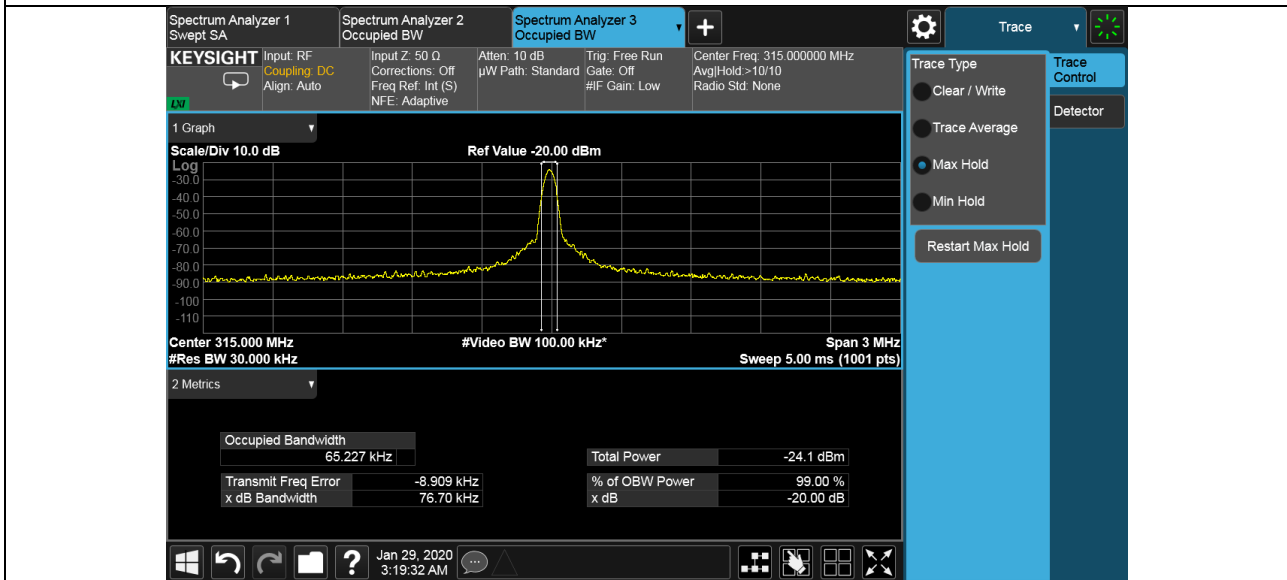 Spectrum Analyzer 1
Swept SA
Spectrum Analyzer 2
Occupied BW
Spectrum Analyzer 3
Occupied BW
Trace
KEYSIGHT
LXI
Input: RF
Coupling: DC
Align: Auto
Input Z: 50 Ω
Corrections: Off
Freq Ref: Int (S)
NFE: Adaptive
Atten: 10 dB
µW Path: Standard
Trig: Free Run
Gate: Off
#IF Gain: Low
Center Freq: 315.000000 MHz
Avg|Hold:>10/10
Radio Std: None
Trace Type
Clear / Write
Trace Average
Max Hold
Min Hold
Restart Max Hold
Trace
Control
Detector
1 Graph
Scale/Div 10.0 dB
Ref Value -20.00 dBm
Log
-30.0
-40.0
-50.0
-60.0
-70.0
-80.0
-90.0
-100
-110
Center 315.000 MHz
#Video BW 100.00 kHz*
Span 3 MHz
#Res BW 30.000 kHz
Sweep 5.00 ms (1001 pts)
2 Metrics
Occupied Bandwidth
65.227 kHz
Total Power -24.1 dBm
Transmit Freq Error -8.909 kHz
% of OBW Power 99.00 %
x dB Bandwidth 76.70 kHz
x dB -20.00 dB
?
Jan 29, 2020
3:19:32 AM